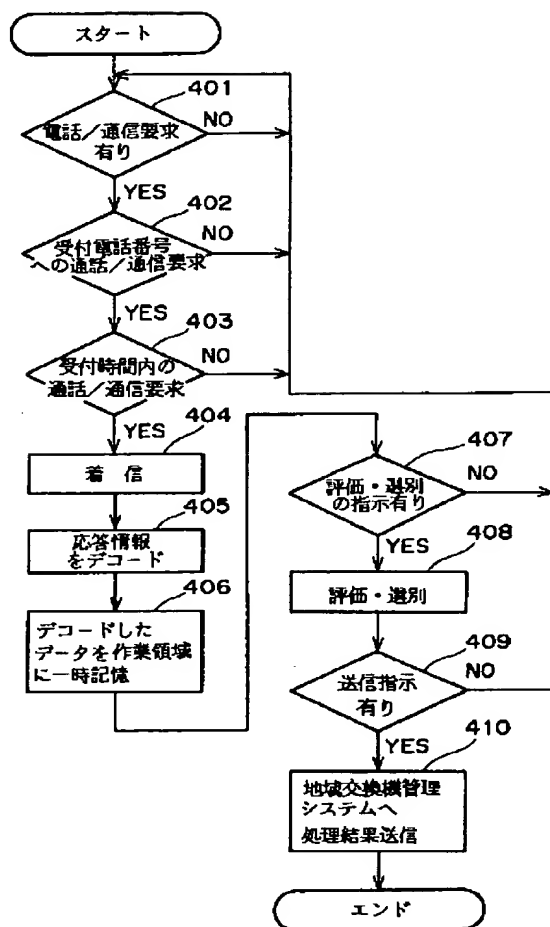 スタート
401
電話／通信要求
有り
NO
YES
402
受付電話番号
への通話／通信要求
NO
YES
403
受付時間内の
通話／通信要求
NO
YES
404
着 信
405
応答情報
をデコード
406
デコードした
データを作業領域
に一時記憶
407
評価・選別
の指示有り
NO
YES
408
評価・選別
409
送信指示
有り
NO
YES
410
地域交換機管理
システムへ
処理結果送信
エンド